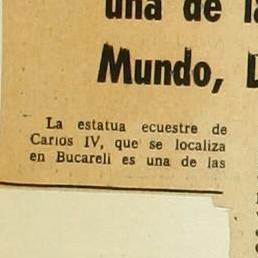 una de la
Mundo,
La estatua ecuestre de
Carlos IV, que se localiza
en Bucareli es una de las